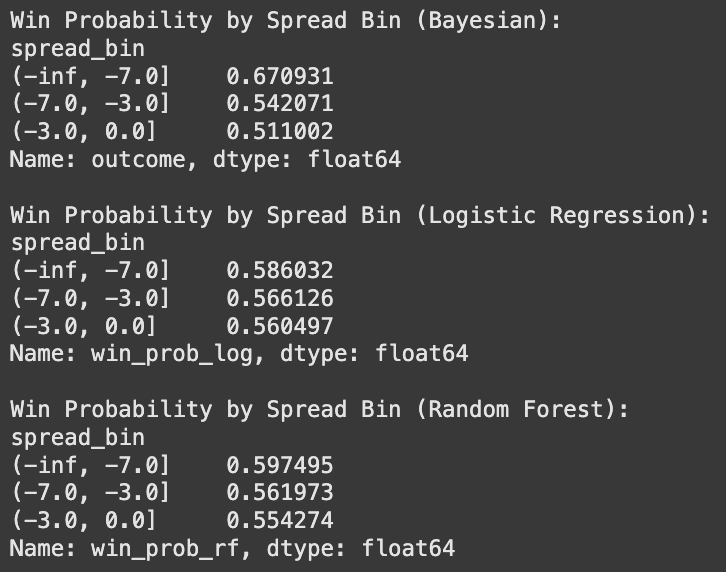 Win Probability by Spread Bin (Bayesian):
spread_bin
(-inf, -7.0]    0.670931
(-7.0, -3.0]    0.542071
(-3.0, 0.0]     0.511002
Name: outcome, dtype: float64

Win Probability by Spread Bin (Logistic Regression):
spread_bin
(-inf, -7.0]    0.586032
(-7.0, -3.0]    0.566126
(-3.0, 0.0]     0.560497
Name: win_prob_log, dtype: float64

Win Probability by Spread Bin (Random Forest):
spread_bin
(-inf, -7.0]    0.597495
(-7.0, -3.0]    0.561973
(-3.0, 0.0]     0.554274
Name: win_prob_rf, dtype: float64